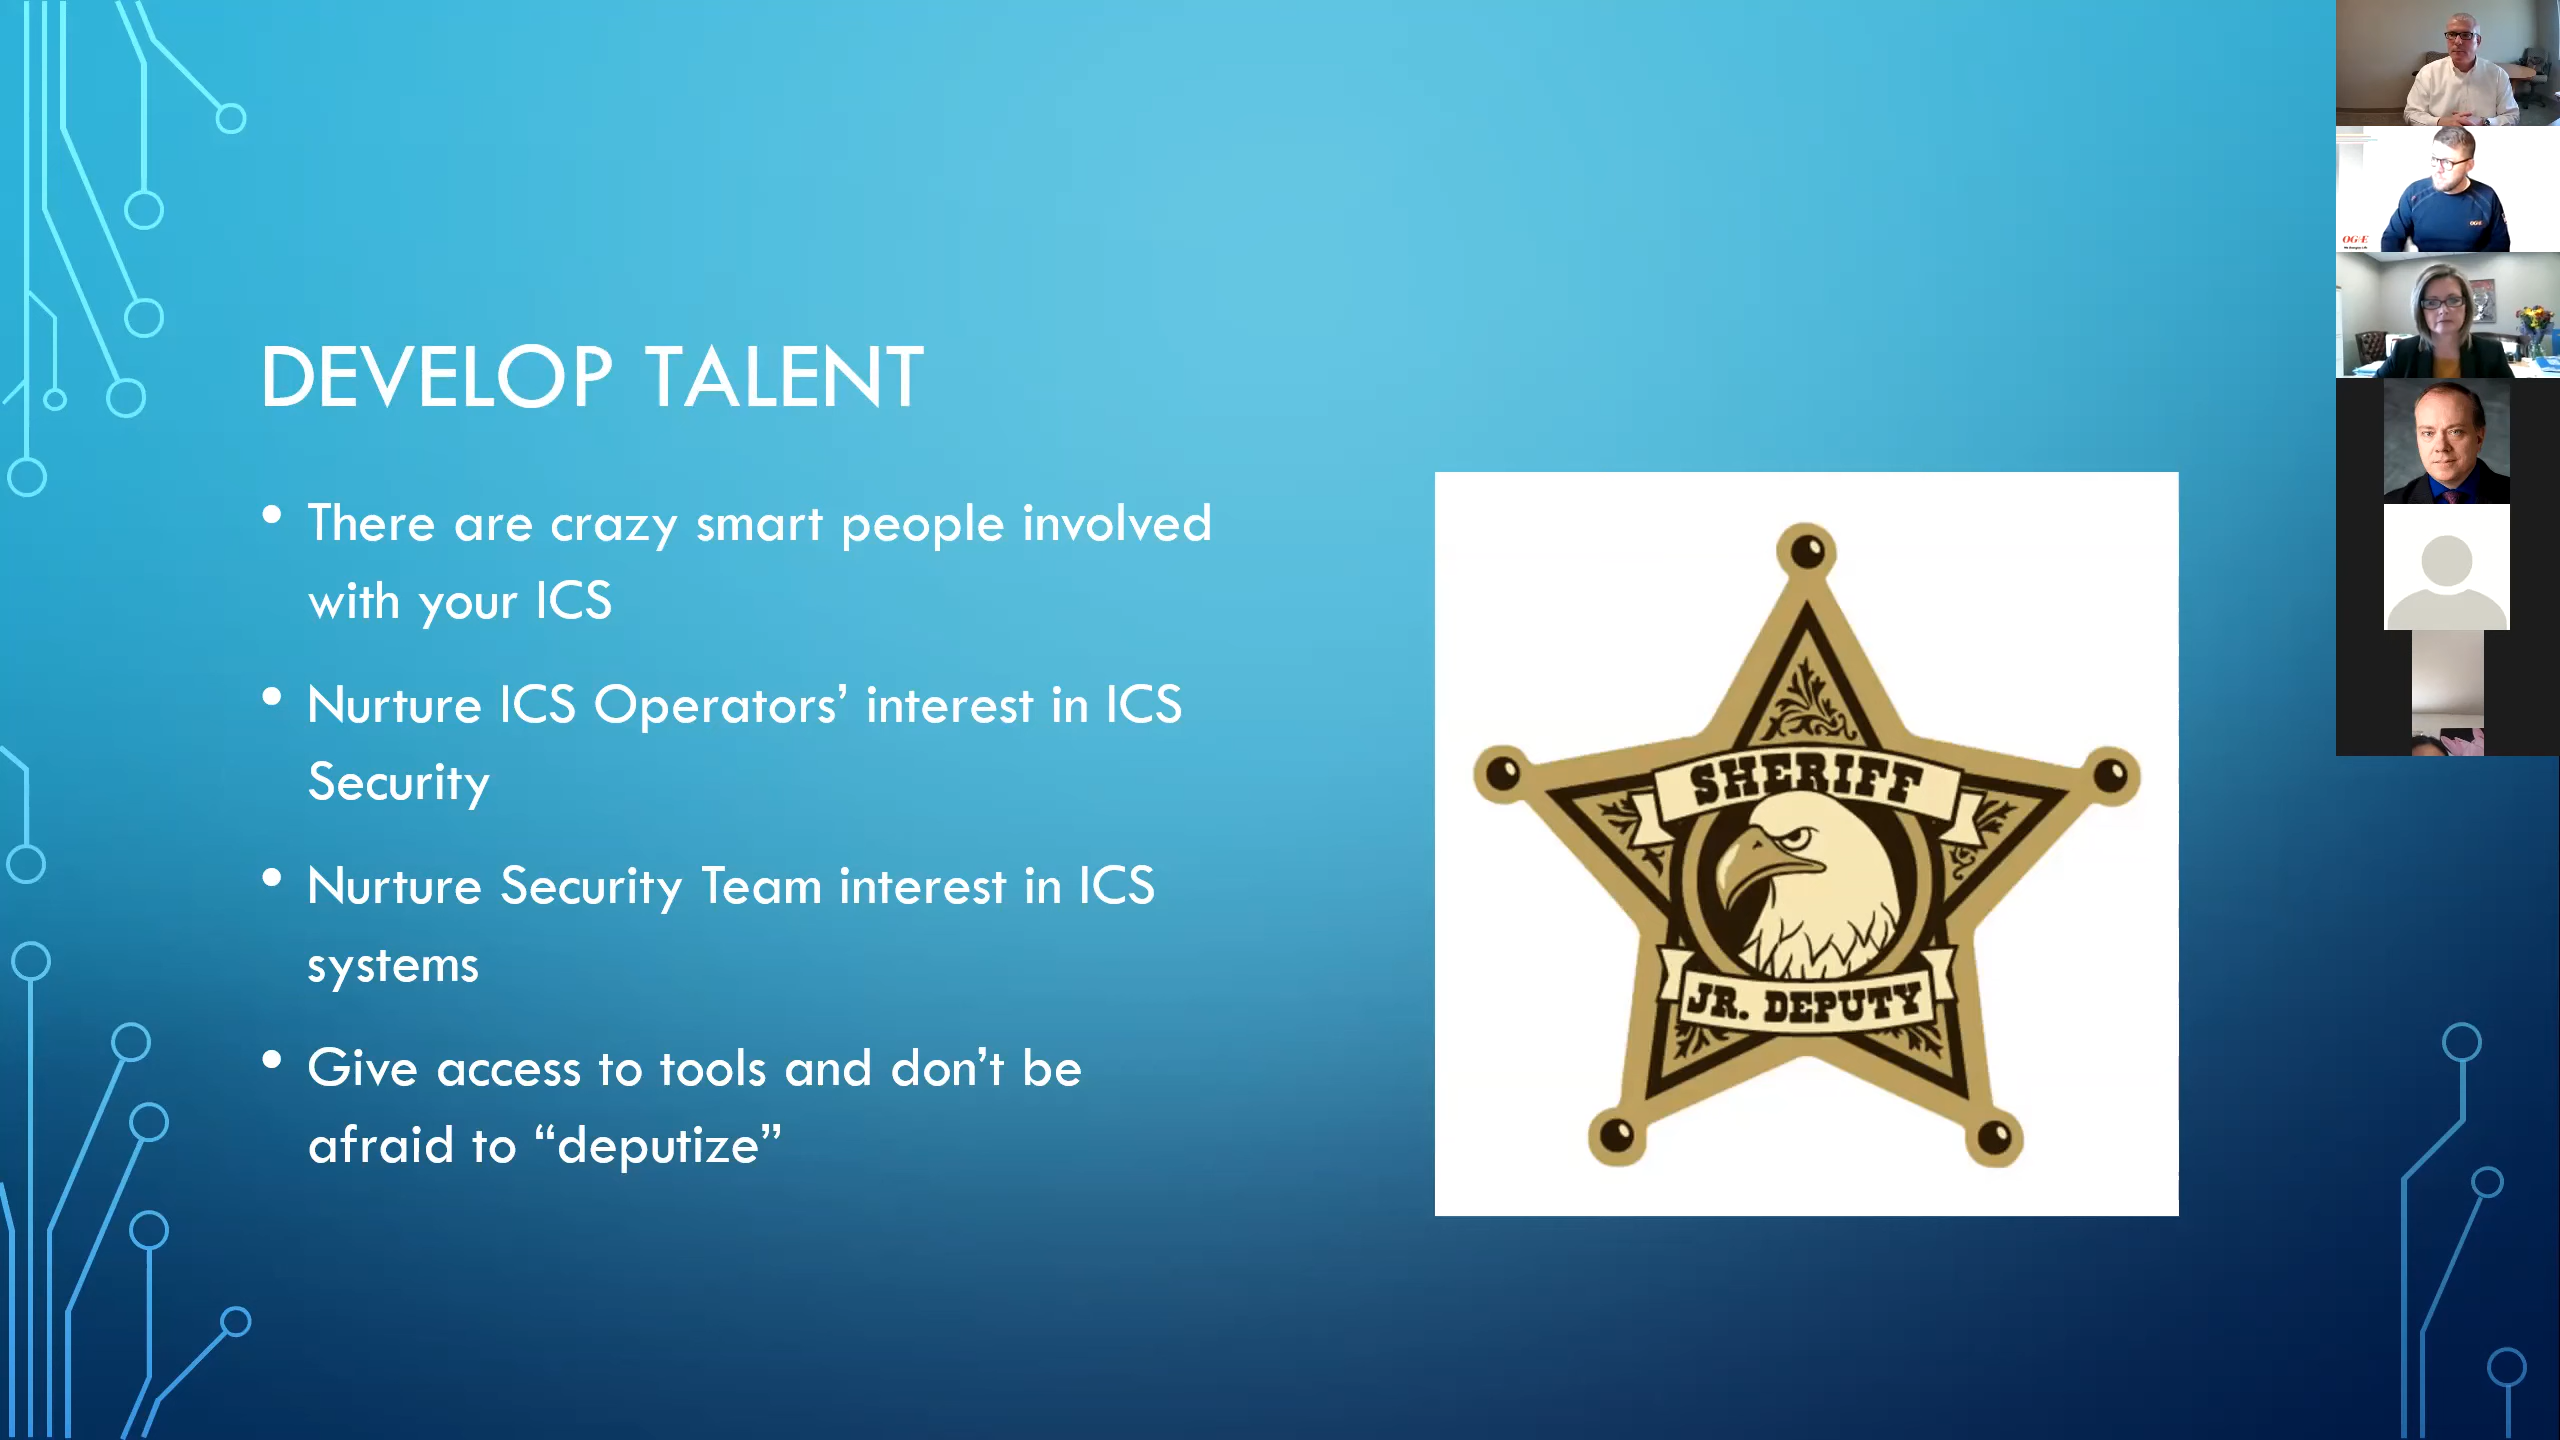 DEVELOP TALENT
• There are crazy smart people involved
with your ICS
• Nurture ICS Operators’ interest in ICS
Security
• Nurture Security Team interest in ICS
systems
• Give access to tools and don’t be
afraid to “deputize”
SHERIFF
JR. DEPUTY
OG&E
OG&E